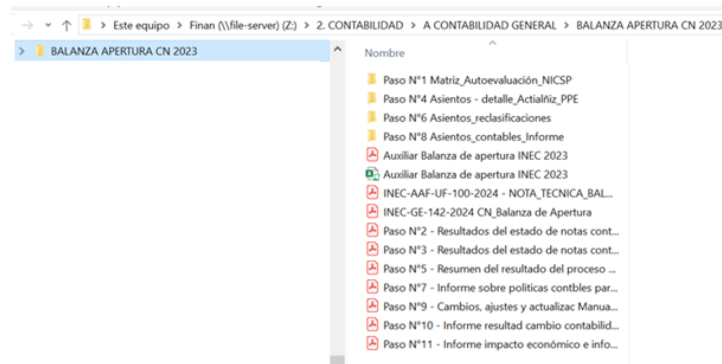 Este equipo > Finan (\\file-server) (Z:) > 2. CONTABILIDAD > A CONTABILIDAD GENERAL > BALANZA APERTURA CN 2023
BALANZA APERTURA CN 2023
Nombre
Paso N°1 Matriz_Autoevaluación_NICSP
Paso N°4 Asientos - detalle_Actialñiz_PPE
Paso N°6 Asientos_reclasificaciones
Paso N°8 Asientos_contables_Informe
Auxiliar Balanza de apertura INEC 2023
Auxiliar Balanza de apertura INEC 2023
INEC-AAF-UF-100-2024 - NOTA_TECNICA_BAL...
INEC-GE-142-2024 CN_Balanza de Apertura
Paso N°2 - Resultados del estado de notas cont...
Paso N°3 - Resultados del estado de notas cont...
Paso N°5 - Resumen del resultado del proceso ...
Paso N°7 - Informe sobre politicas contbles par...
Paso N°9 - Cambios, ajustes y actualizac Manua...
Paso N°10 - Informe resultad cambio contabilid...
Paso N°11 - Informe impacto económico e info...